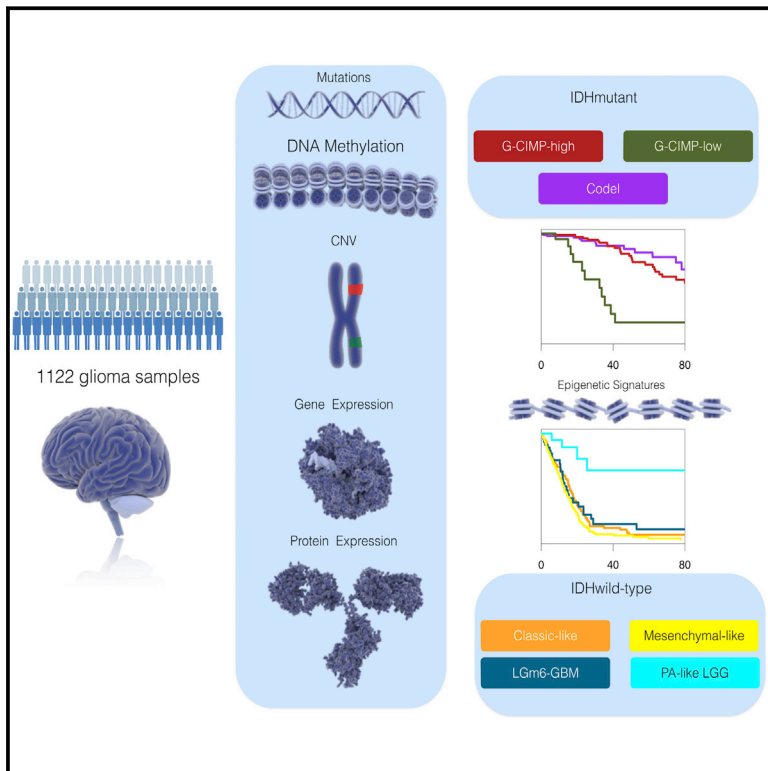 1122 glioma samples
Mutations
DNA Methylation
CNV
Gene Expression
Protein Expression
IDHmutant
G-CIMP-high
G-CIMP-low
Codel
0 40 80
Epigenetic Signatures
0 40 80
IDHwild-type
Classic-like
Mesenchymal-like
LGm6-GBM
PA-like LGG